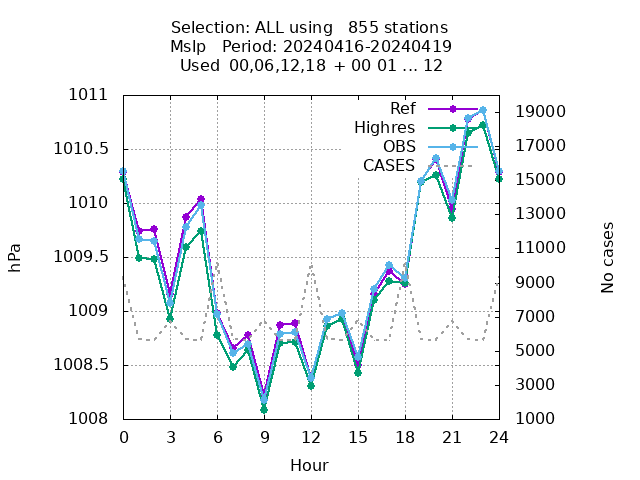 Selection: ALL using   855 stations
Mslp   Period: 20240416-20240419
Used  00,06,12,18  + 00 01 ... 12
1011
1010.5
1010
1009.5
1009
1008.5
1008
hPa
Ref
Highres
OBS
CASES
19000
17000
15000
13000
11000
9000
7000
5000
3000
1000
No cases
0 3 6 9 12 15 18 21 24
Hour